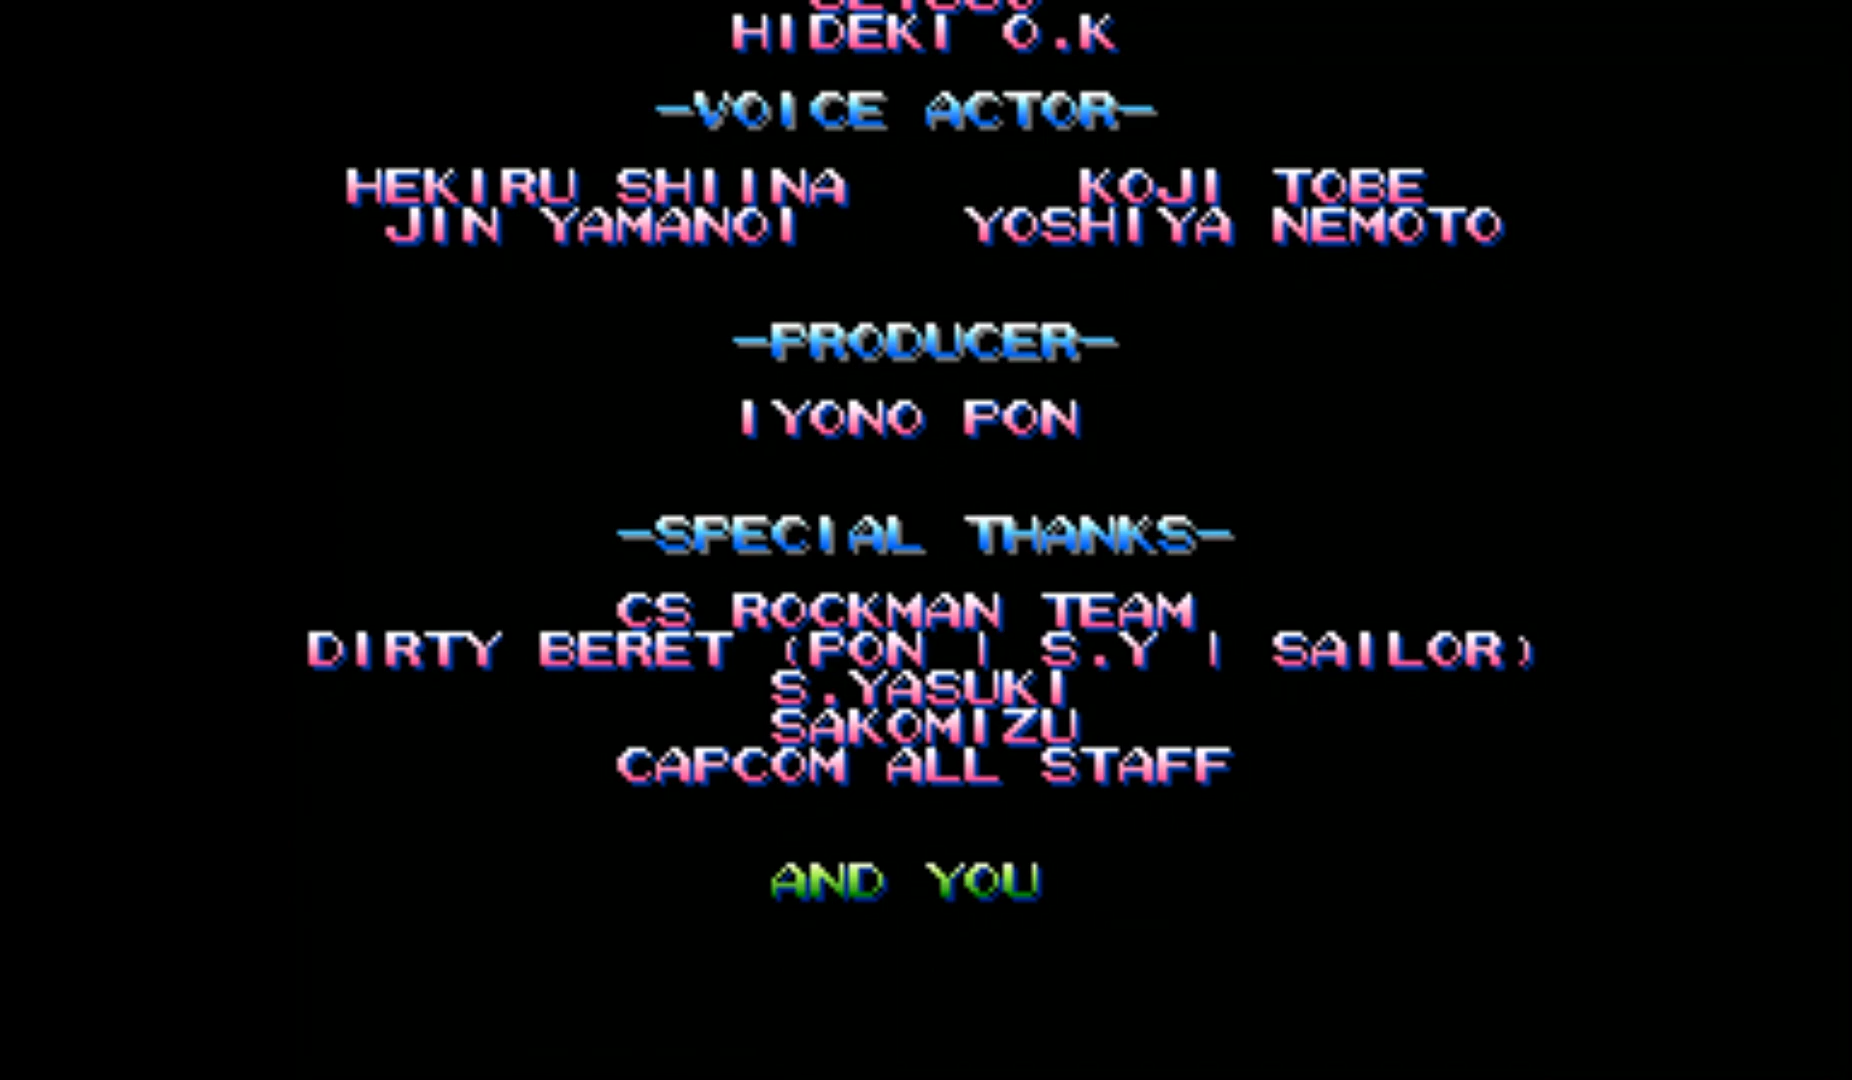 HIDEKI O.K
-VOICE ACTOR-
HEKIRU SHIINA KOJI TOBE
JIN YAMANOI YOSHIYA NEMOTO
-PRODUCER-
IYONO PON
-SPECIAL THANKS-
CS ROCKMAN TEAM
DIRTY BERET (PON | S.Y | SAILOR)
S.YASUKI
SAKOMIZU
CAPCOM ALL STAFF
AND YOU